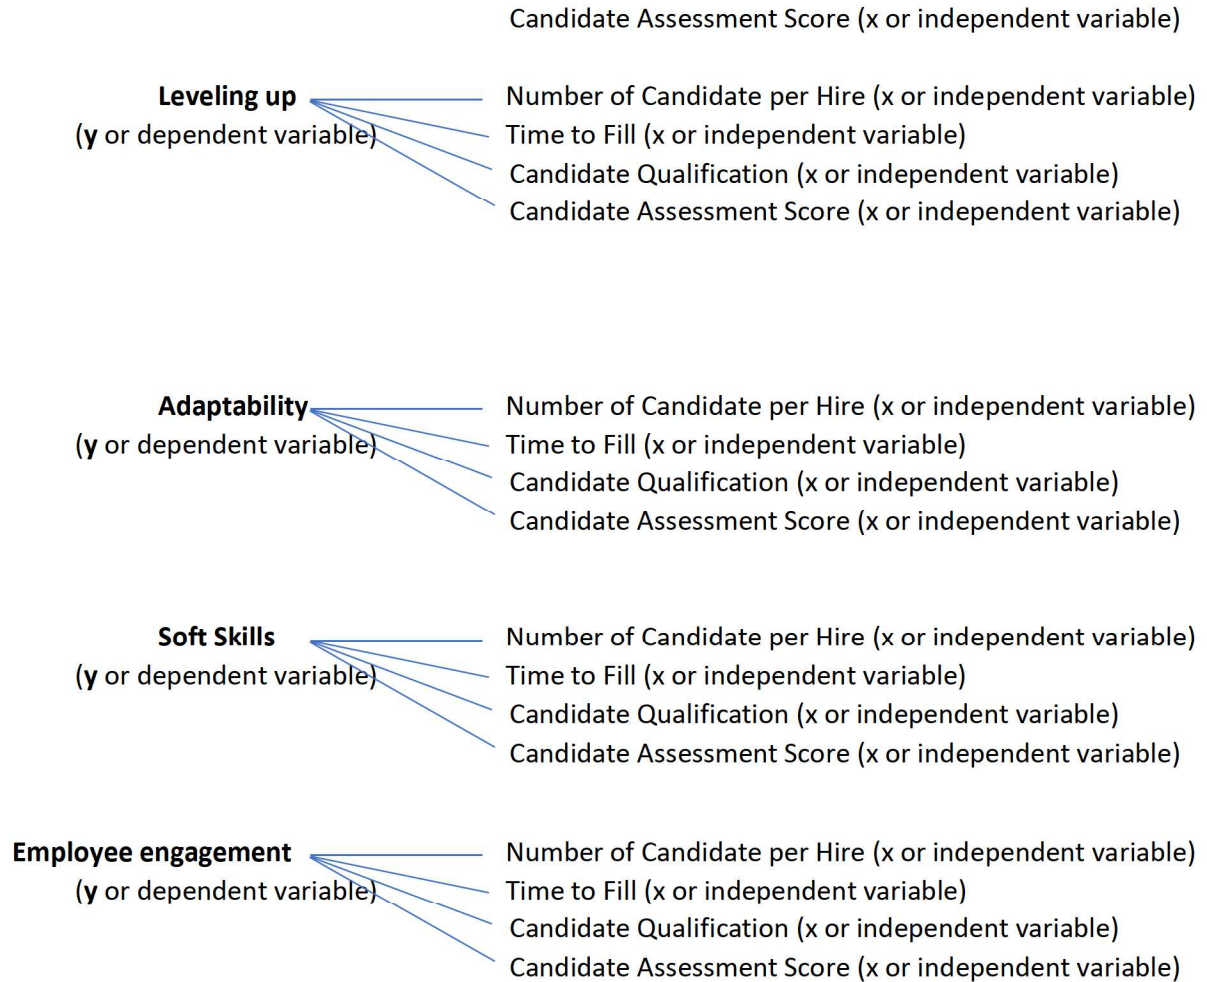 Candidate Assessment Score (x or independent variable)
Leveling up Number of Candidate per Hire (x or independent variable)
(y or dependent variable) Time to Fill (x or independent variable)
Candidate Qualification (x or independent variable)
Candidate Assessment Score (x or independent variable)
Adaptability Number of Candidate per Hire (x or independent variable)
(y or dependent variable) Time to Fill (x or independent variable)
Candidate Qualification (x or independent variable)
Candidate Assessment Score (x or independent variable)
Soft Skills Number of Candidate per Hire (x or independent variable)
(y or dependent variable) Time to Fill (x or independent variable)
Candidate Qualification (x or independent variable)
Candidate Assessment Score (x or independent variable)
Employee engagement Number of Candidate per Hire (x or independent variable)
(y or dependent variable) Time to Fill (x or independent variable)
Candidate Qualification (x or independent variable)
Candidate Assessment Score (x or independent variable)